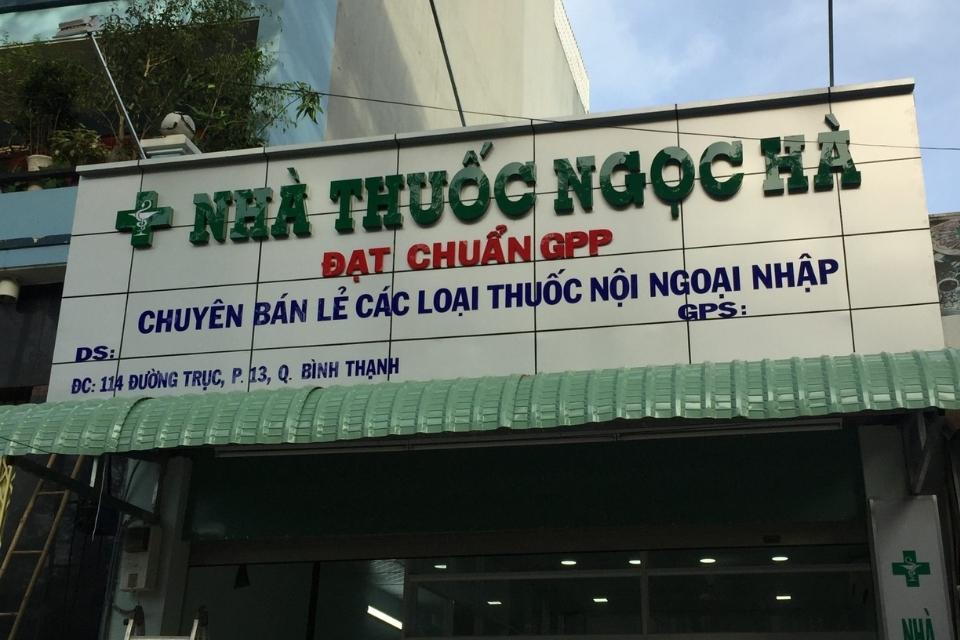 NHÀ THUỐC NGỌC HÀ
ĐẠT CHUẨN GPP
CHUYÊN BÁN LẺ CÁC LOẠI THUỐC NỘI NGOẠI NHẬP
GPS:
DS:
ĐC: 114 ĐƯỜNG TRỤC, P. 13, Q. BÌNH THẠNH
NHÀ